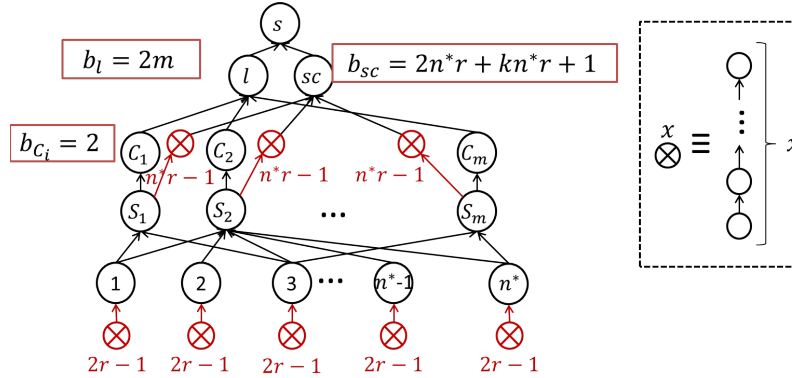 s
b_l = 2m
l
sc
b_sc = 2n*r + kn*r + 1
b_{C_i} = 2
C_1
C_2
C_m
n*r − 1
n*r − 1
n*r − 1
S_1
S_2
...
S_m
1
2
3
...
n*-1
n*
2r − 1
2r − 1
2r − 1
2r − 1
2r − 1
x
≡
⋮